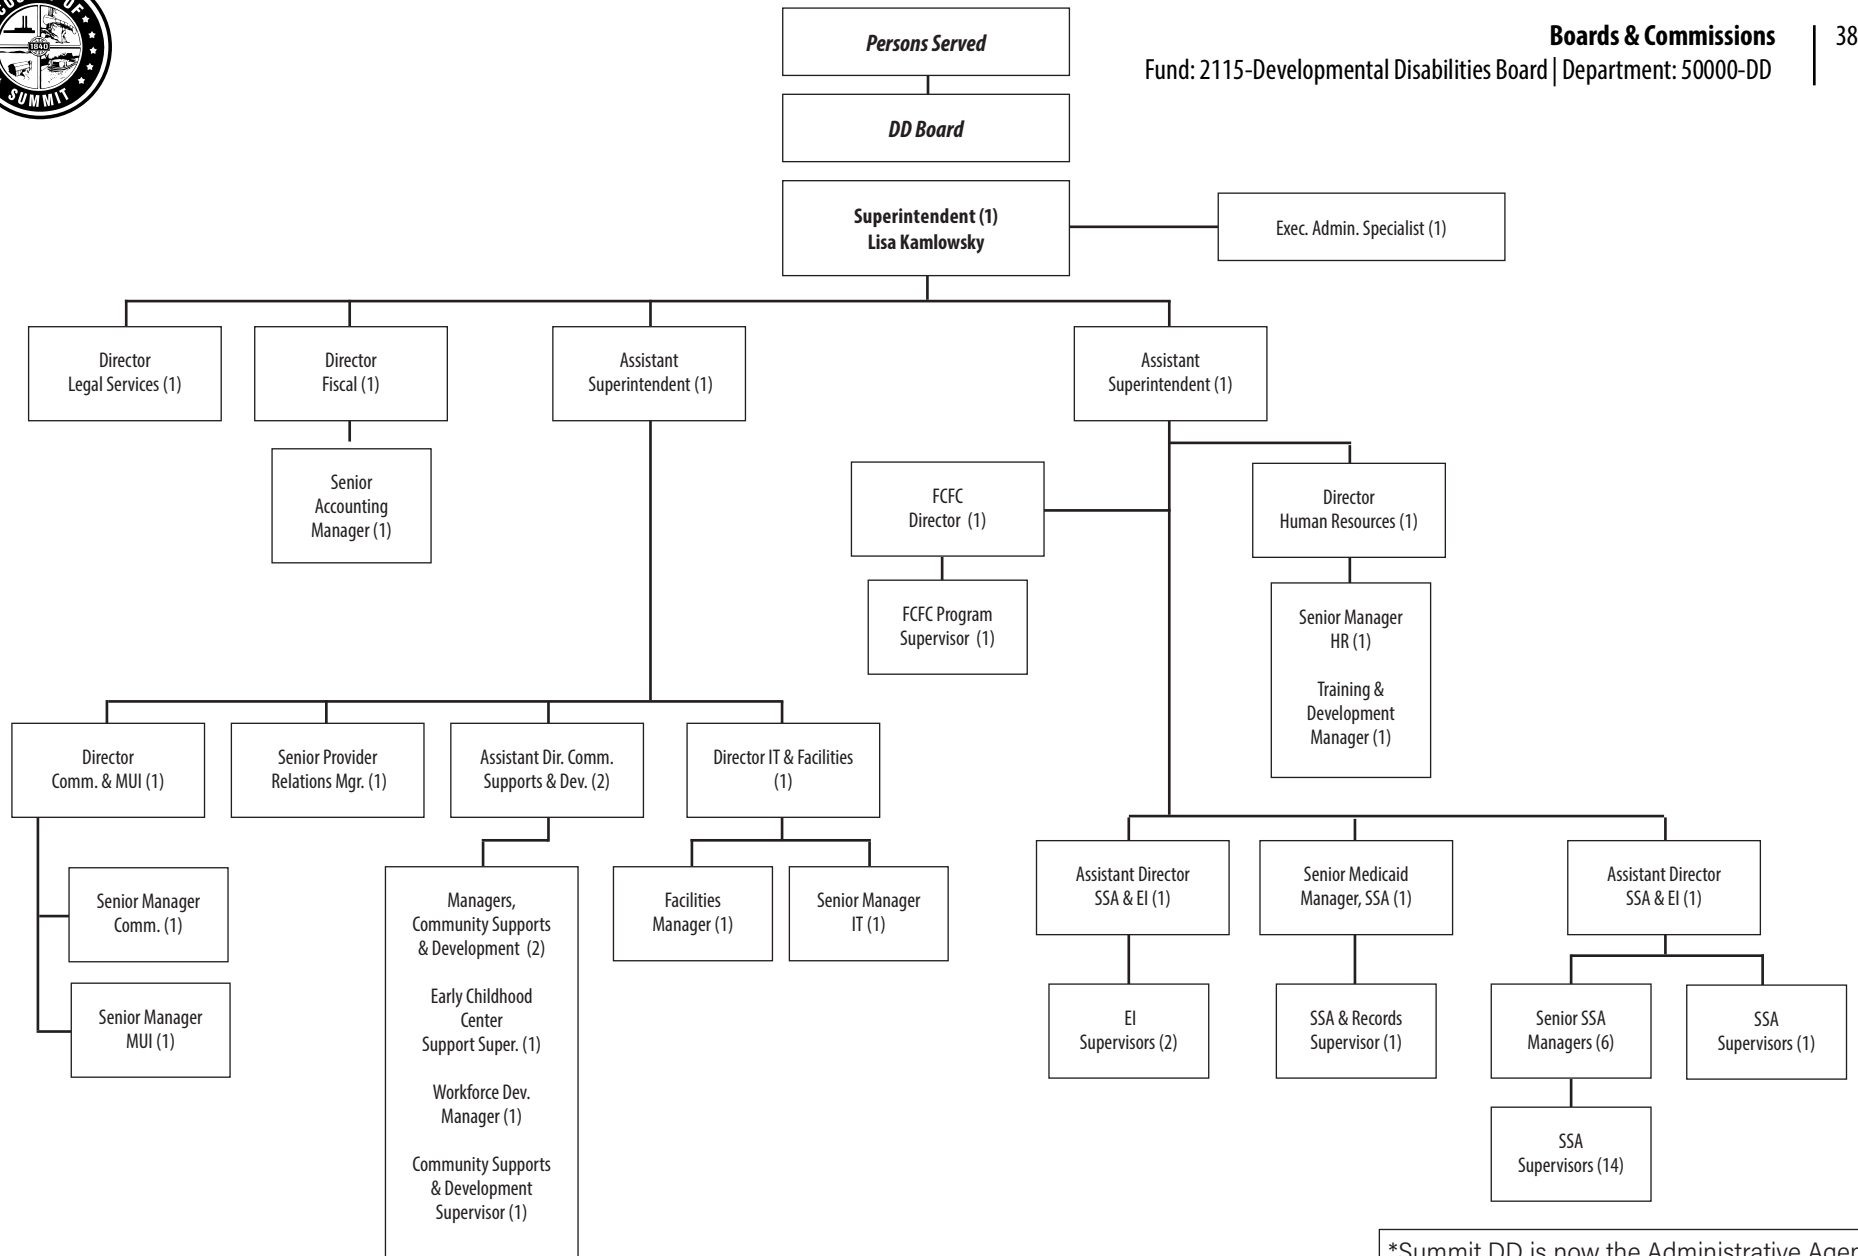 COUNTY OF
1840
SUMMIT
Boards & Commissions
38
Fund: 2115-Developmental Disabilities Board | Department: 50000-DD
Persons Served
DD Board
Superintendent (1)
Lisa Kamlowsky
Exec. Admin. Specialist (1)
Director
Legal Services (1)
Director
Fiscal (1)
Assistant
Superintendent (1)
Assistant
Superintendent (1)
Senior
Accounting
Manager (1)
FCFC
Director (1)
Director
Human Resources (1)
FCFC Program
Supervisor (1)
Senior Manager
HR (1)
Training &
Development
Manager (1)
Director
Comm. & MUI (1)
Senior Provider
Relations Mgr. (1)
Assistant Dir. Comm.
Supports & Dev. (2)
Director IT & Facilities
(1)
Senior Manager
Comm. (1)
Senior Manager
MUI (1)
Managers,
Community Supports
& Development (2)
Early Childhood
Center
Support Super. (1)
Workforce Dev.
Manager (1)
Community Supports
& Development
Supervisor (1)
Facilities
Manager (1)
Senior Manager
IT (1)
Assistant Director
SSA & EI (1)
Senior Medicaid
Manager, SSA (1)
Assistant Director
SSA & EI (1)
EI
Supervisors (2)
SSA & Records
Supervisor (1)
Senior SSA
Managers (6)
SSA
Supervisors (1)
SSA
Supervisors (14)
*Summit DD is now the Administrative